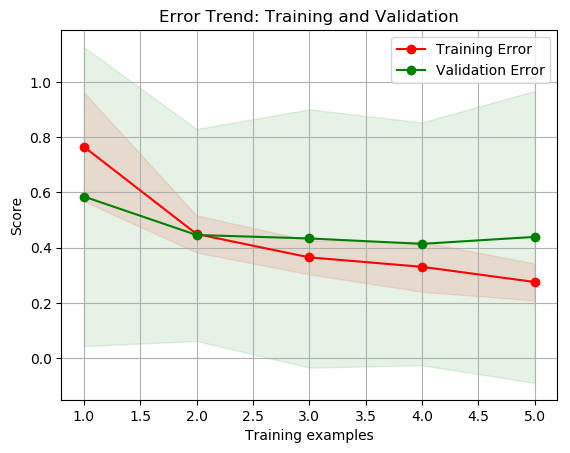 Error Trend: Training and Validation
Training Error
Validation Error
Score
1.0
0.8
0.6
0.4
0.2
0.0
1.0 1.5 2.0 2.5 3.0 3.5 4.0 4.5 5.0
Training examples